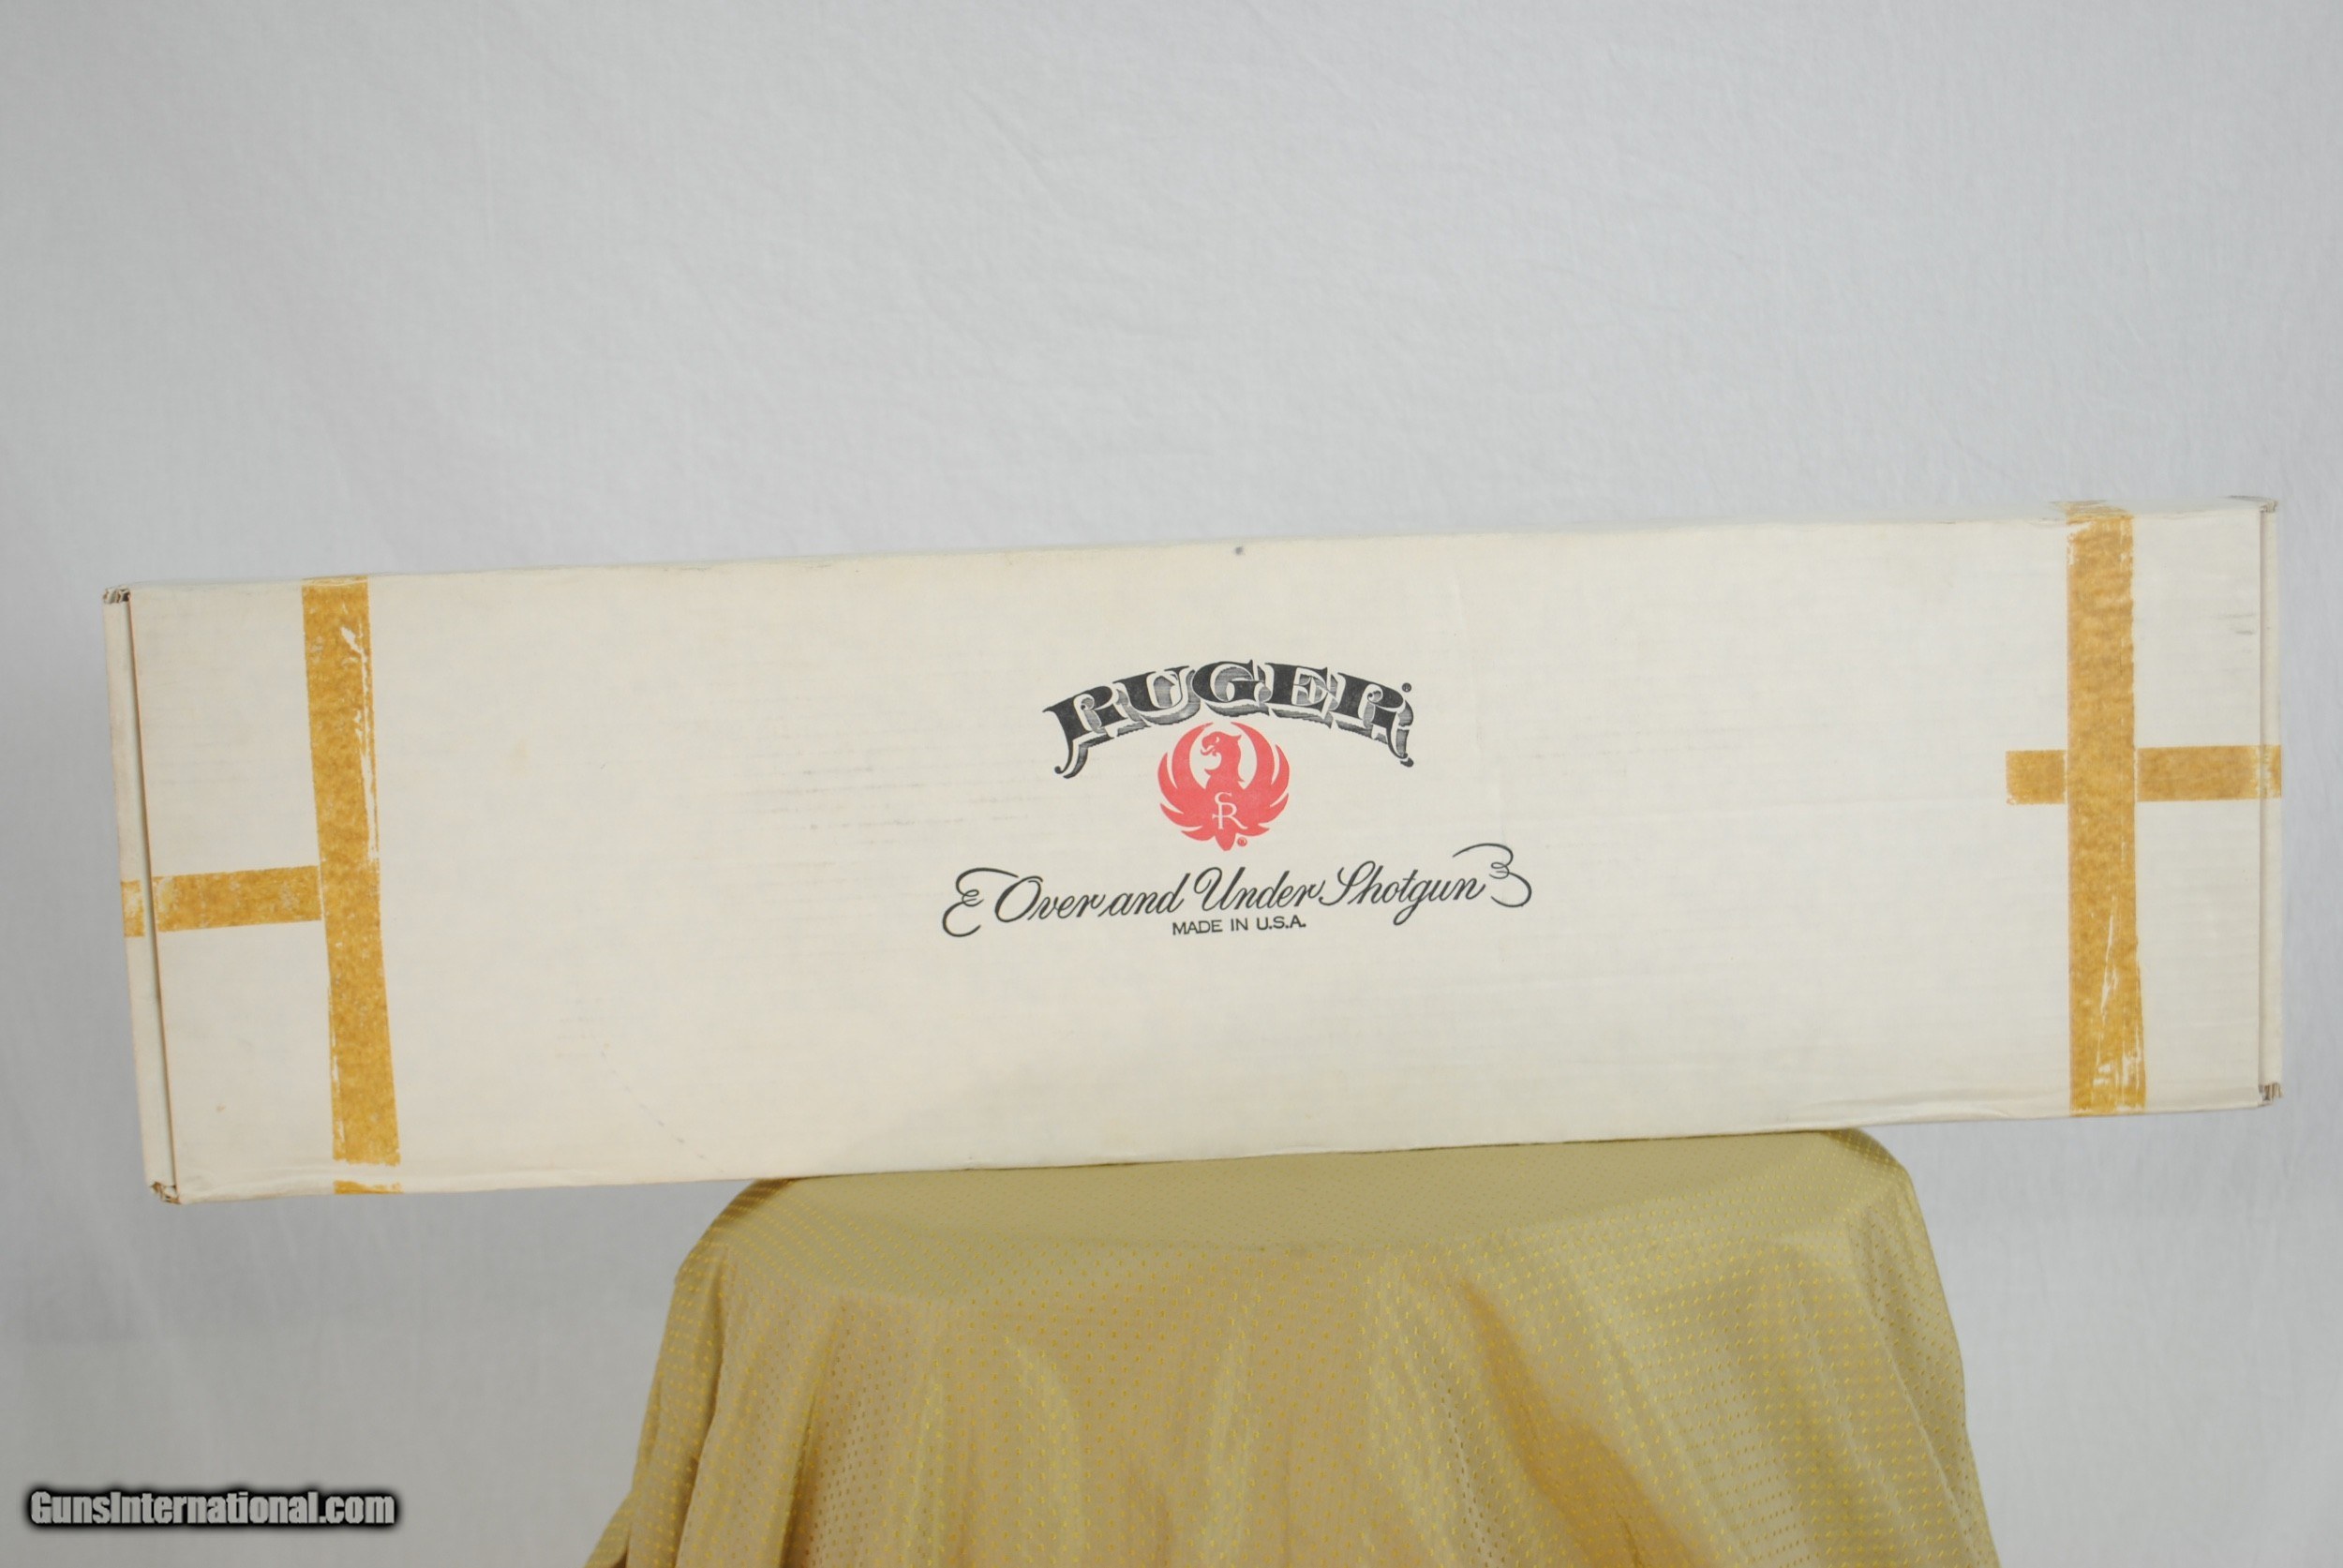 RUGER®
SR®
Over and Under Shotgun
MADE IN U.S.A.
GunsInternational.com